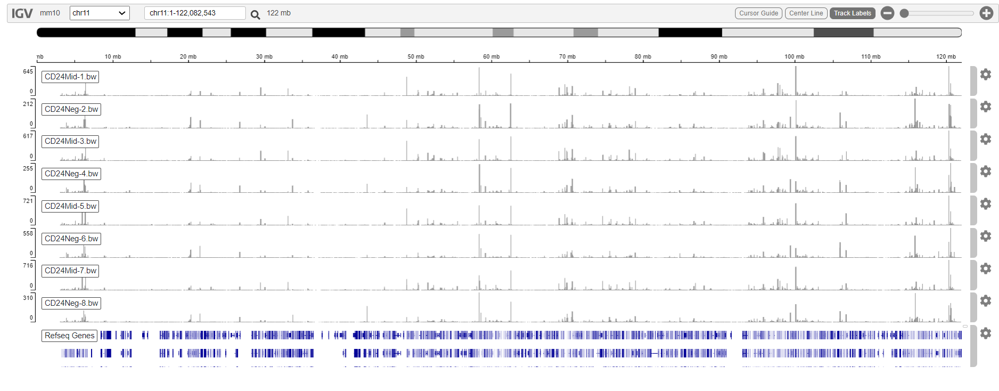 IGV mm10 chr11 chr11:1-122,082,543 122 mb Cursor Guide Center Line Track Labels
mb 10 mb 20 mb 30 mb 40 mb 50 mb 60 mb 70 mb 80 mb 90 mb 100 mb 110 mb 120 mb
645
CD24Mid-1.bw
0
212
CD24Neg-2.bw
0
617
CD24Mid-3.bw
0
255
CD24Neg-4.bw
0
721
CD24Mid-5.bw
0
558
CD24Neg-6.bw
0
716
CD24Mid-7.bw
0
310
CD24Neg-8.bw
0
Refseq Genes